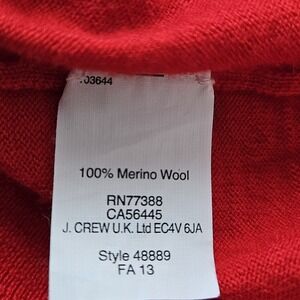 03644
100% Merino Wool
RN77388
CA56445
J. CREW U.K. Ltd EC4V 6JA
Style 48889
FA 13